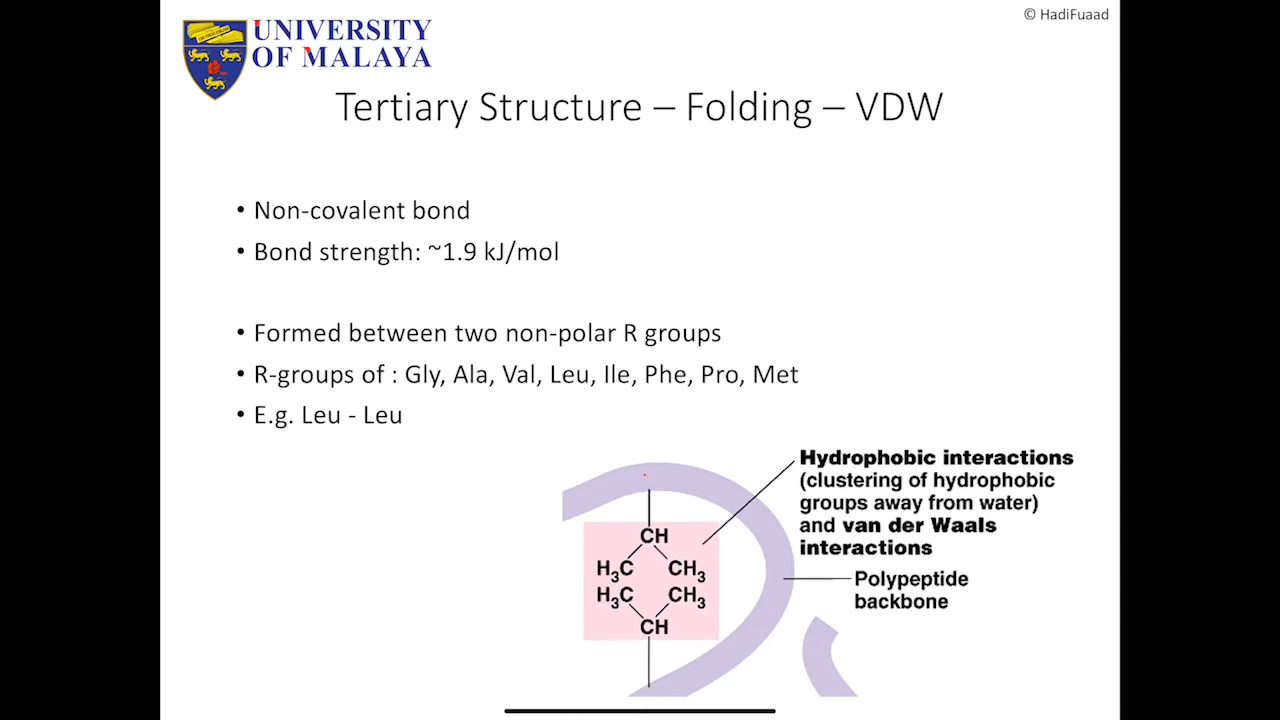 © HadiFuaad
UNIVERSITY
OF MALAYA
Tertiary Structure – Folding – VDW
• Non-covalent bond
• Bond strength: ~1.9 kJ/mol
• Formed between two non-polar R groups
• R-groups of : Gly, Ala, Val, Leu, Ile, Phe, Pro, Met
• E.g. Leu - Leu
Hydrophobic interactions
(clustering of hydrophobic
groups away from water)
and van der Waals
interactions
CH
H₃C CH₃
H₃C CH₃
CH
Polypeptide
backbone